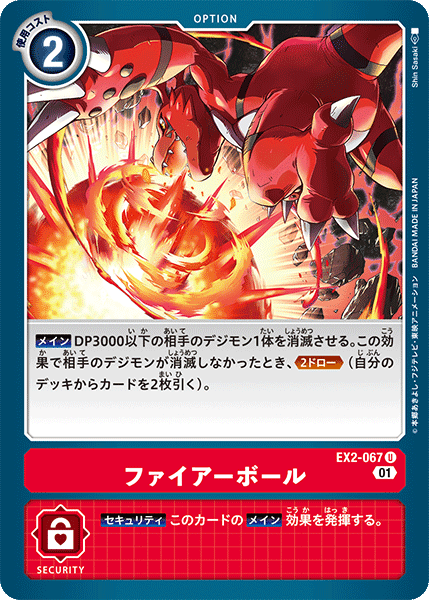 OPTION
使用コスト
2
Shin Sasaki
©本郷あきよし・フジテレビ・東映アニメーション BANDAI MADE IN JAPAN
メイン DP3000以下の相手のデジモン1体を消滅させる。この効
果で相手のデジモンが消滅しなかったとき、2ドロー（自分の
デッキからカードを2枚引く）。
EX2-067 U
ファイアーボール
01
セキュリティ このカードの メイン 効果を発揮する。
SECURITY